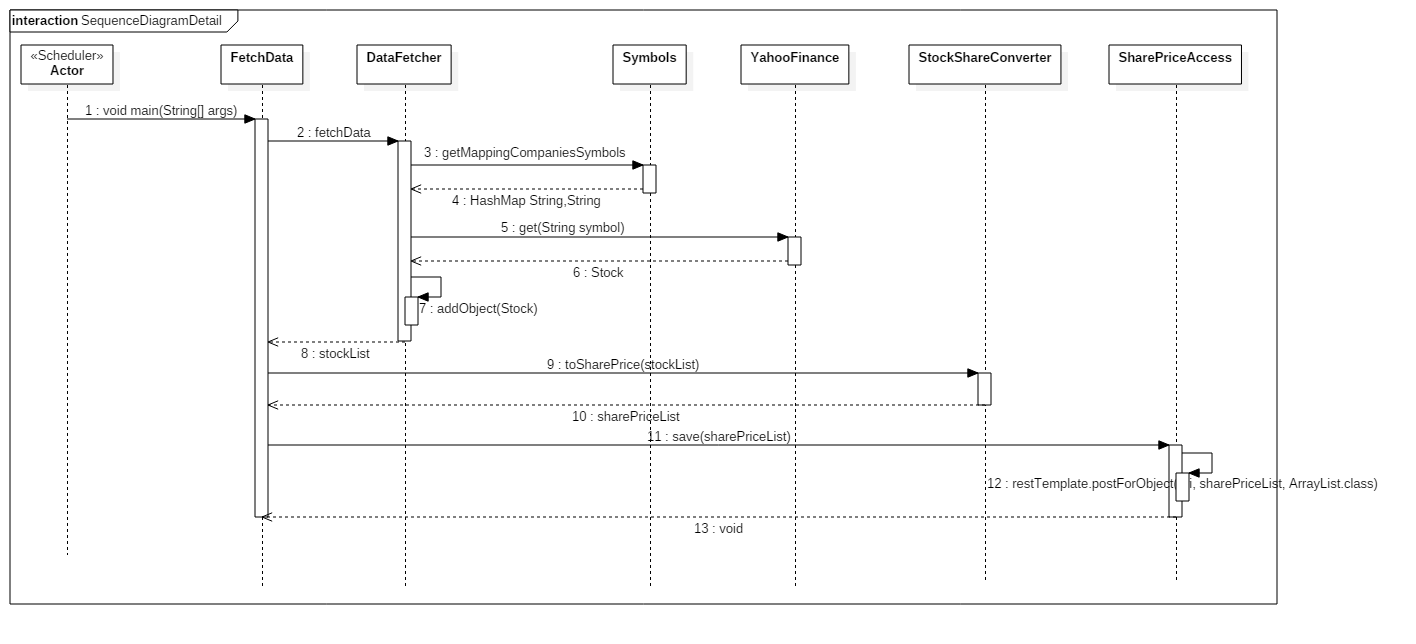 interaction SequenceDiagramDetail
«Scheduler»
Actor
FetchData
DataFetcher
Symbols
YahooFinance
StockShareConverter
SharePriceAccess
1 : void main(String[] args)
2 : fetchData
3 : getMappingCompaniesSymbols
4 : HashMap String,String
5 : get(String symbol)
6 : Stock
7 : addObject(Stock)
8 : stockList
9 : toSharePrice(stockList)
10 : sharePriceList
11 : save(sharePriceList)
12 : restTemplate.postForObject( sharePriceList, ArrayList.class)
13 : void